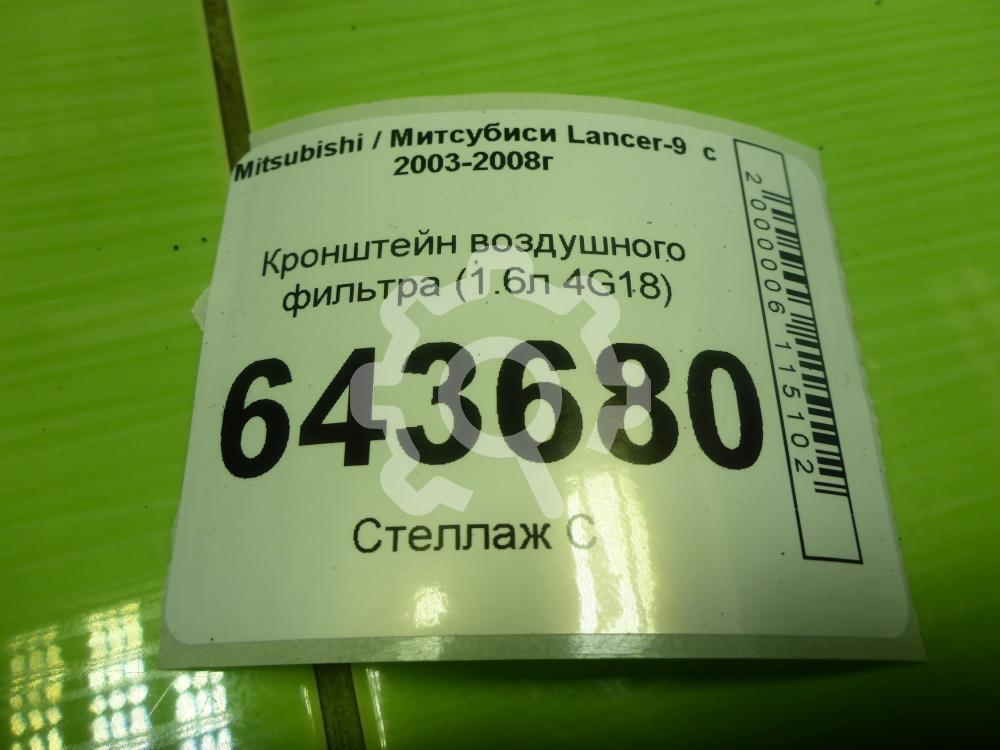 Mitsubishi / Митсубиси Lancer-9 с
2003-2008г
Кронштейн воздушного
фильтра (1.6л 4G18)
643680
Стеллаж С
2000006115102